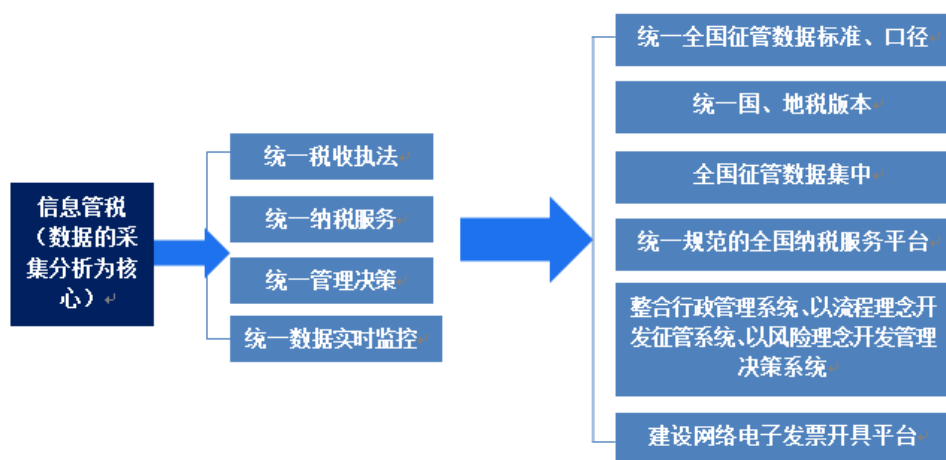 信息管税
（数据的采
集分析为核
心）
统一税收执法
统一纳税服务
统一管理决策
统一数据实时监控
统一全国征管数据标准、口径
统一国、地税版本
全国征管数据集中
统一规范的全国纳税服务平台
整合行政管理系统、以流程理念开
发征管系统、以风险理念开发管理
决策系统
建设网络电子发票开具平台